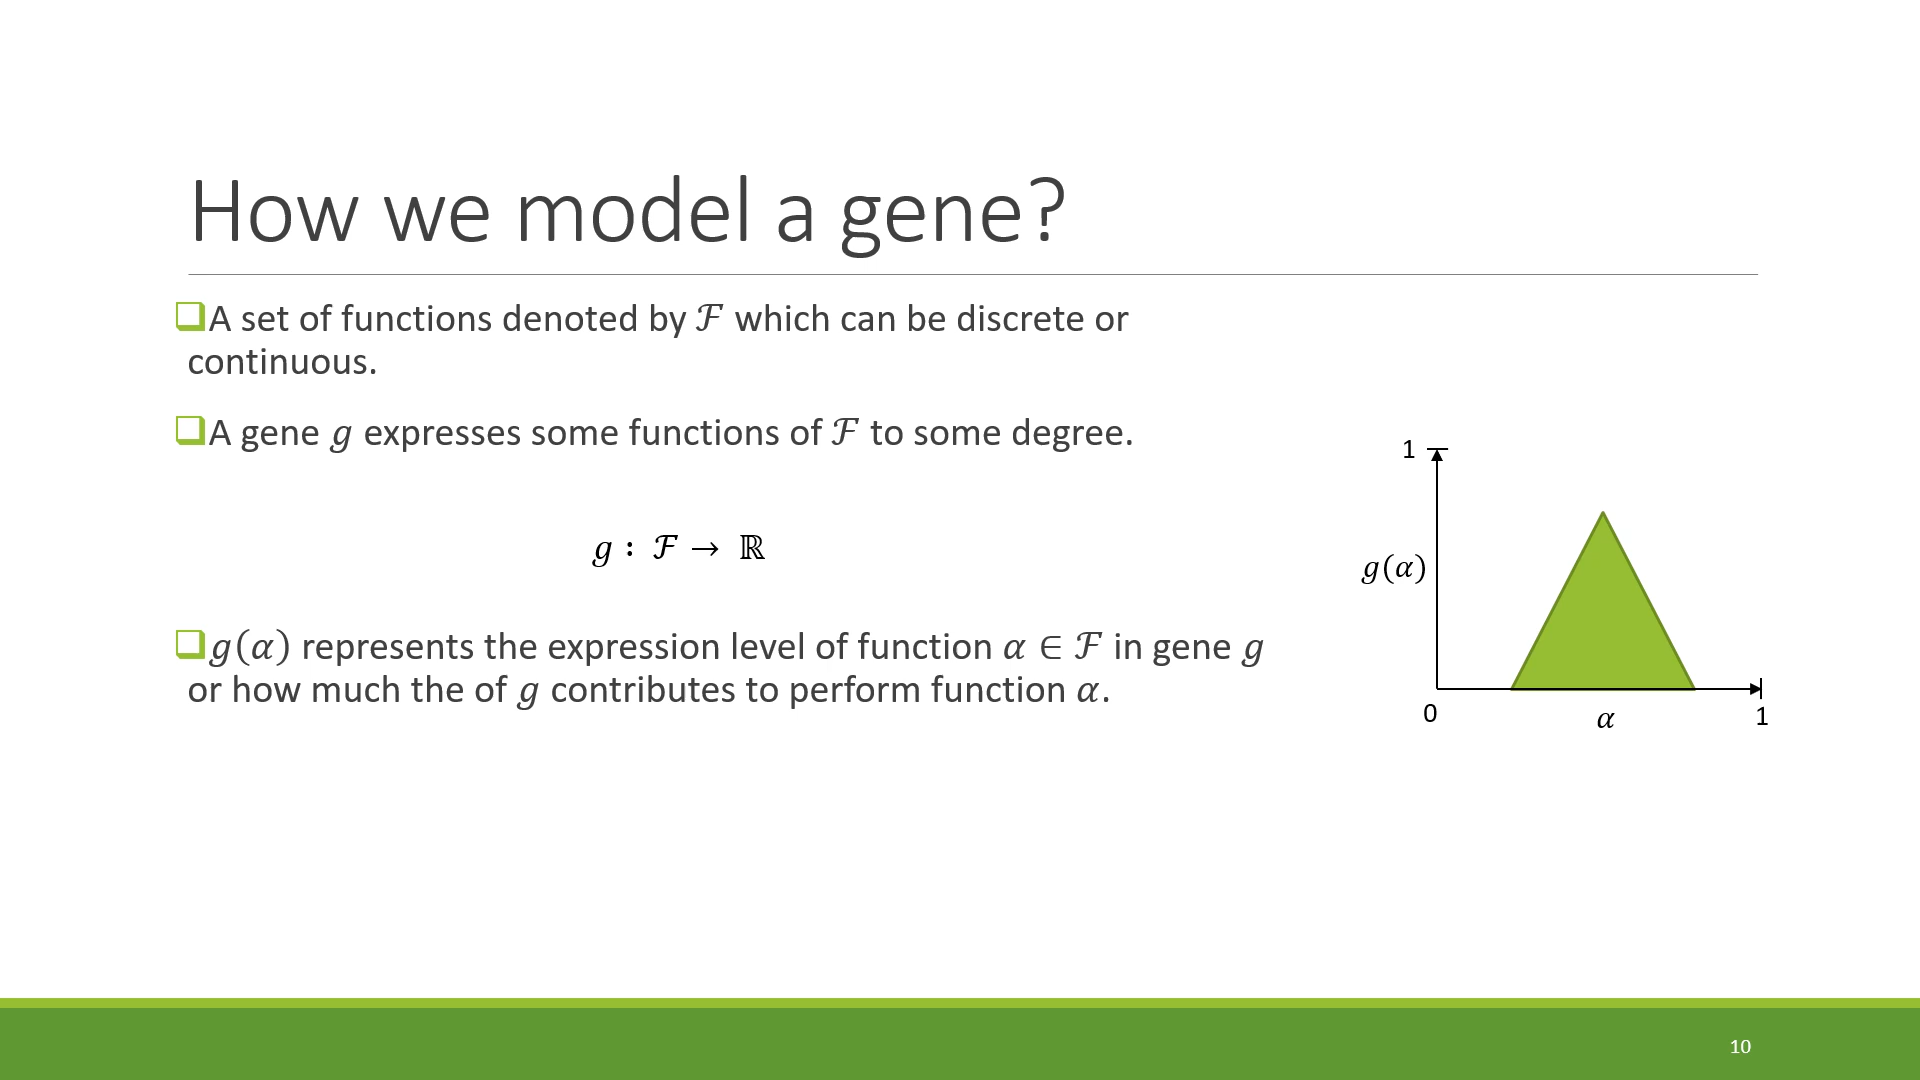 How we model a gene?
❑A set of functions denoted by ℱ which can be discrete or
continuous.
❑A gene 𝑔 expresses some functions of ℱ to some degree.
𝑔 : ℱ → ℝ
❑𝑔(𝛼) represents the expression level of function 𝛼 ∈ ℱ in gene 𝑔
or how much the of 𝑔 contributes to perform function 𝛼.
1
𝑔(𝛼)
0
𝛼
1
10